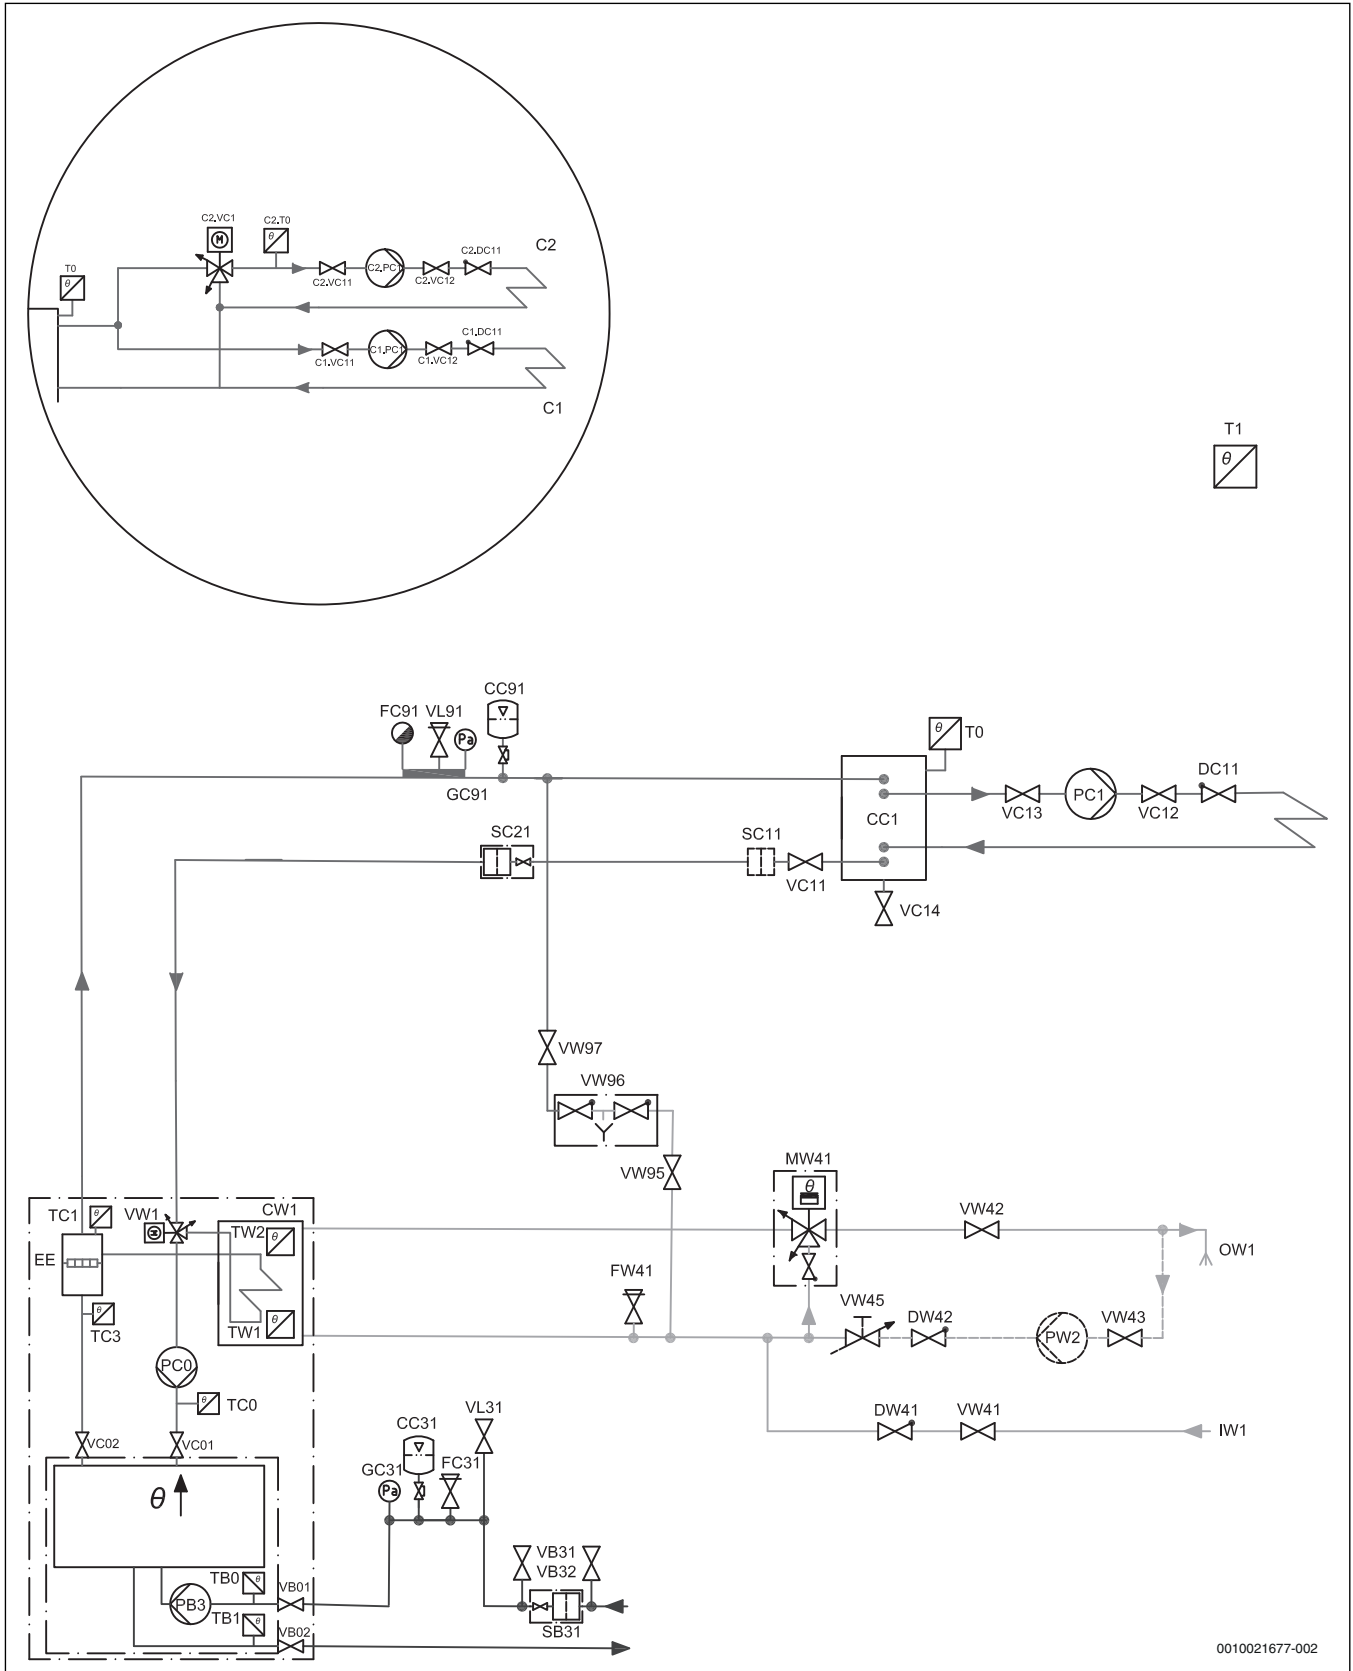 C2.VC1
M
C2.T0
θ
C2.DC11
C2
T0
θ
C2.VC11
C2.PC1
C2.VC12
C1.DC11
C1.VC11
C1.PC1
C1.VC12
C1
T1
θ
CC91
FC91
VL91
Pa
GC91
θ
T0
DC11
CC1
VC13
PC1
VC12
SC21
SC11
VC11
VC14
VW97
VW96
VW95
MW41
θ
TC1
θ
VW1
M
CW1
TW2
θ
VW42
EE
OW1
FW41
TW1
θ
VW45
DW42
PW2
VW43
θ
TC3
PC0
θ
TC0
VL31
DW41
VW41
IW1
CC31
VC02
VC01
GC31
Pa
FC31
θ
VB31
VB32
TB0
θ
VB01
PB3
TB1
θ
VB02
SB31
0010021677-002